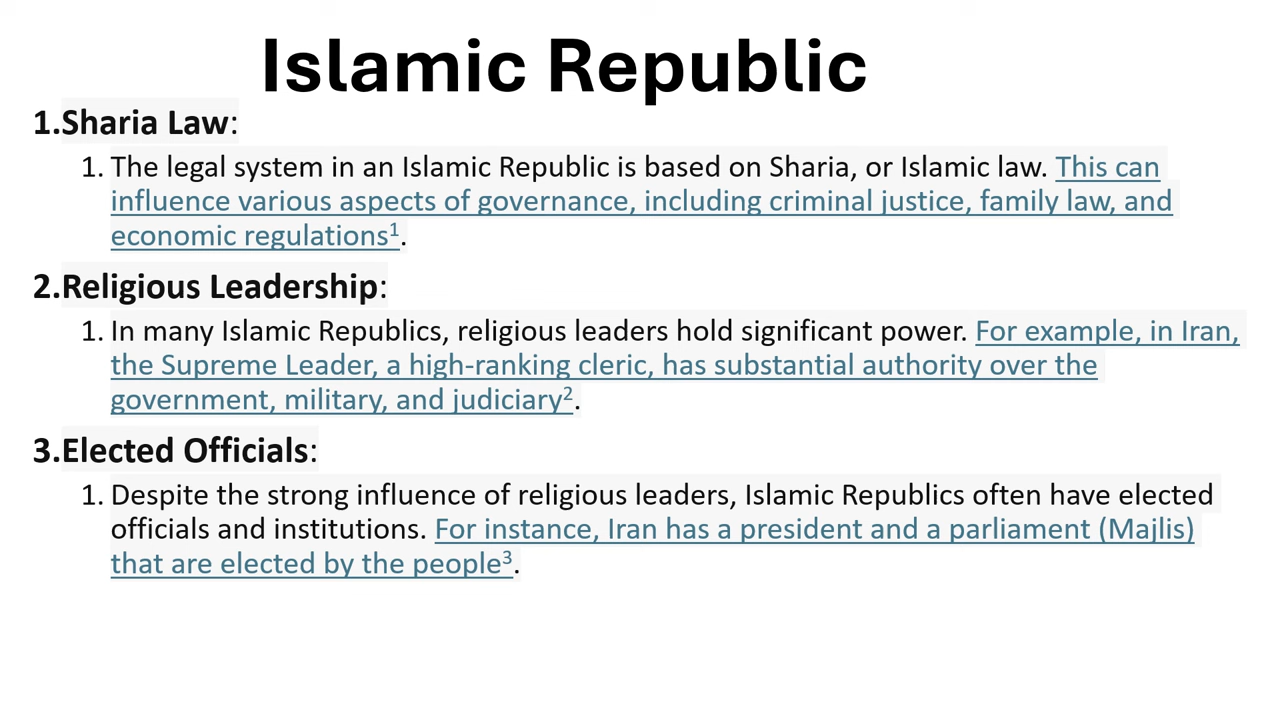 Islamic Republic
1.Sharia Law:
1. The legal system in an Islamic Republic is based on Sharia, or Islamic law. This can
influence various aspects of governance, including criminal justice, family law, and
economic regulations¹.
2.Religious Leadership:
1. In many Islamic Republics, religious leaders hold significant power. For example, in Iran,
the Supreme Leader, a high-ranking cleric, has substantial authority over the
government, military, and judiciary².
3.Elected Officials:
1. Despite the strong influence of religious leaders, Islamic Republics often have elected
officials and institutions. For instance, Iran has a president and a parliament (Majlis)
that are elected by the people³.